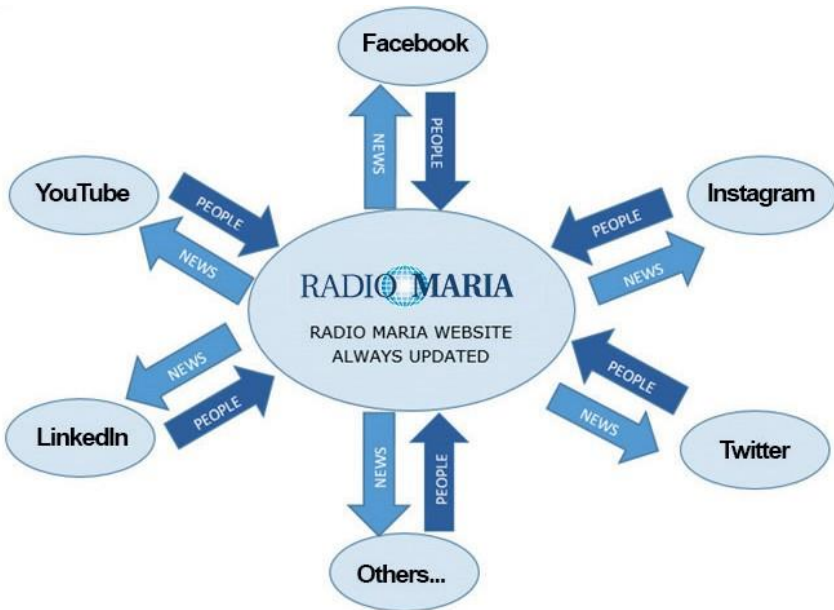 Facebook
NEWS
PEOPLE
YouTube
PEOPLE
NEWS
Instagram
PEOPLE
NEWS
RADIO MARIA
RADIO MARIA WEBSITE
ALWAYS UPDATED
NEWS
PEOPLE
LinkedIn
PEOPLE
NEWS
Twitter
NEWS
PEOPLE
Others...